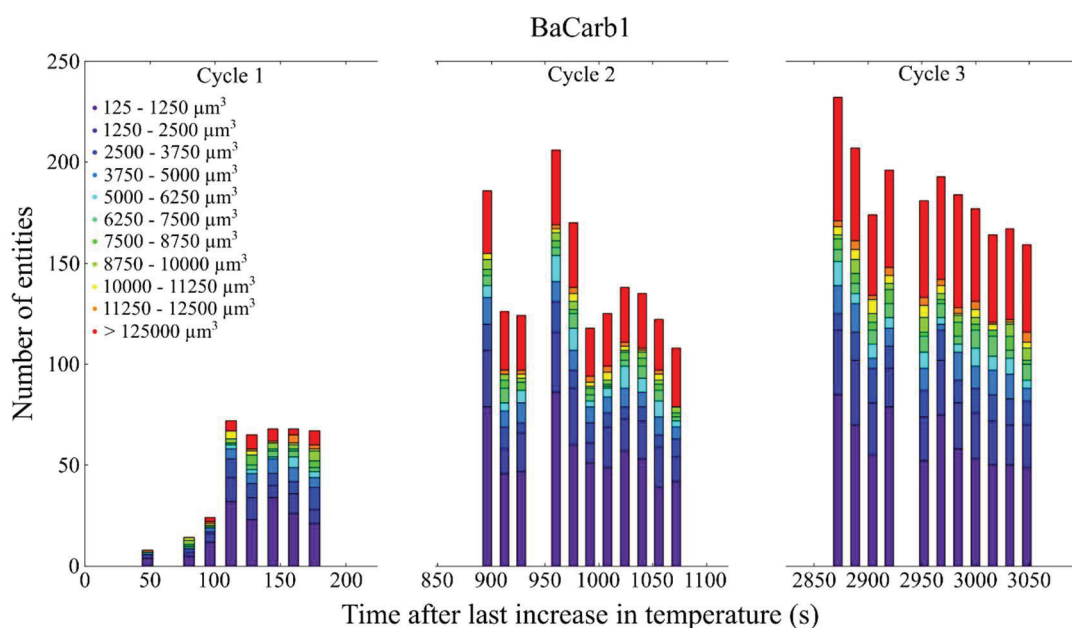 BaCarb1
Cycle 1
Cycle 2
Cycle 3
250
200
150
100
50
0
Number of entities
125 - 1250 µm³
1250 - 2500 µm³
2500 - 3750 µm³
3750 - 5000 µm³
5000 - 6250 µm³
6250 - 7500 µm³
7500 - 8750 µm³
8750 - 10000 µm³
10000 - 11250 µm³
11250 - 12500 µm³
> 125000 µm³
0 50 100 150 200
850 900 950 1000 1050 1100
2850 2900 2950 3000 3050
Time after last increase in temperature (s)